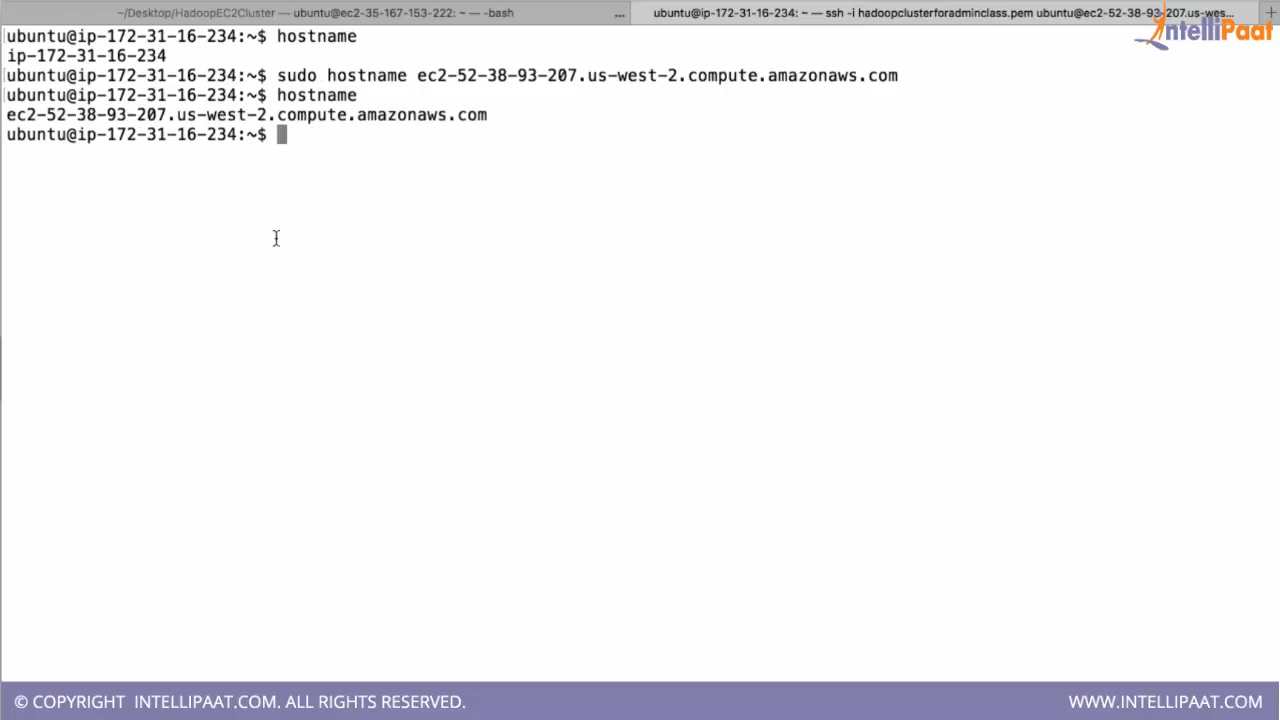 ~/Desktop/HadoopEC2Cluster — ubuntu@ec2-35-167-153-222: ~ — -bash ...
ubuntu@ip-172-31-16-234: ~ — ssh -i hadoopclusterforadminclass.pem ubuntu@ec2-52-38-93-207.us-wes... +
IntelliPaat
ubuntu@ip-172-31-16-234:~$ hostname
ip-172-31-16-234
ubuntu@ip-172-31-16-234:~$ sudo hostname ec2-52-38-93-207.us-west-2.compute.amazonaws.com
ubuntu@ip-172-31-16-234:~$ hostname
ec2-52-38-93-207.us-west-2.compute.amazonaws.com
ubuntu@ip-172-31-16-234:~$
© COPYRIGHT INTELLIPAAT.COM. ALL RIGHTS RESERVED.
WWW.INTELLIPAAT.COM